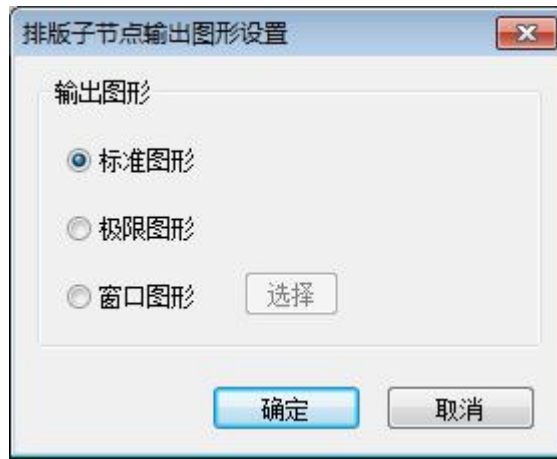 排版子节点输出图形设置
输出图形
标准图形
极限图形
窗口图形 选择
确定 取消